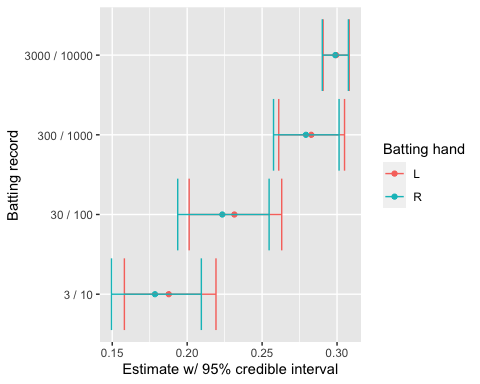 3000 / 10000
300 / 1000
30 / 100
3 / 10
Batting record
0.15 0.20 0.25 0.30
Estimate w/ 95% credible interval
Batting hand
L
R